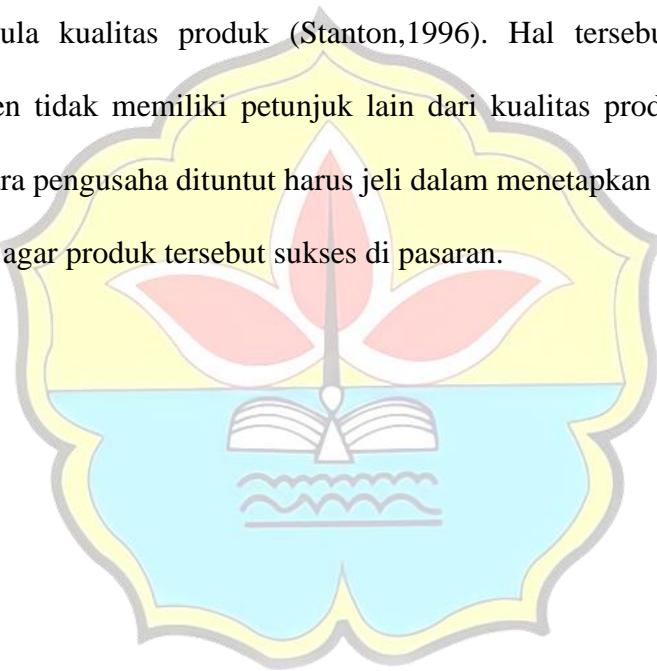 ula kualitas produk (Stanton,1996). Hal tersebu
en tidak memiliki petunjuk lain dari kualitas prod
ra pengusaha dituntut harus jeli dalam menetapkan
agar produk tersebut sukses di pasaran.